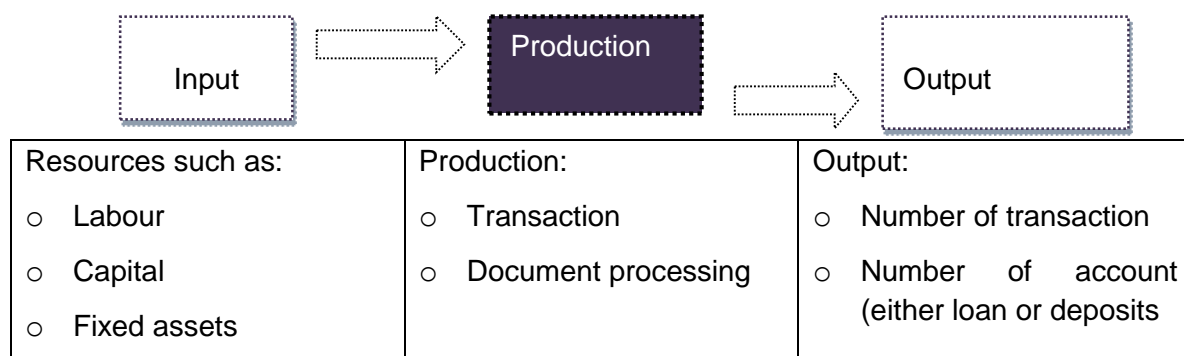 Input
Production
Output
Resources such as:
o Labour
o Capital
o Fixed assets
Production:
o Transaction
o Document processing
Output:
o Number of transaction
o Number of account
(either loan or deposits